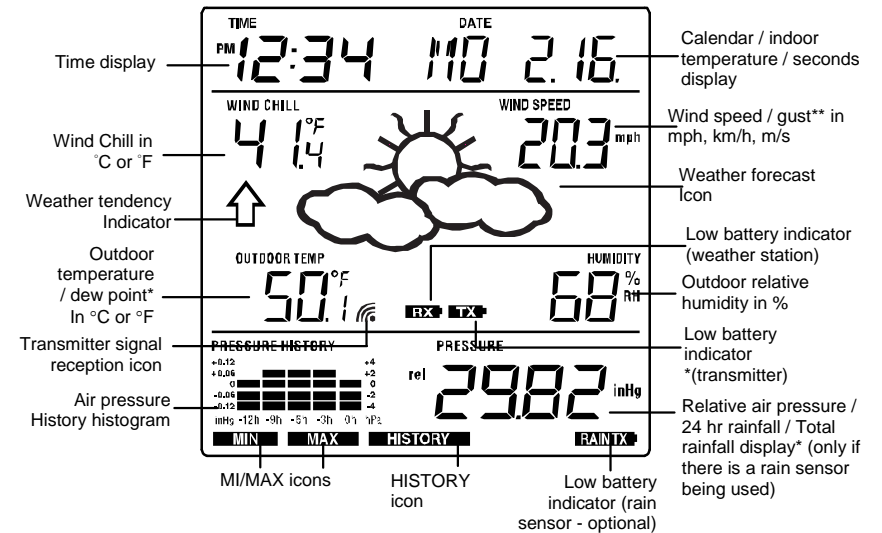 TIME
DATE
PM 12:34
MO 2.16.
Time display
Calendar / indoor
temperature / seconds
display
WIND CHILL
WIND SPEED
41.4 °F
20.3 mph
Wind Chill in
°C or °F
Wind speed / gust** in
mph, km/h, m/s
Weather tendency
Indicator
Weather forecast
Icon
Outdoor
temperature
/ dew point*
In °C or °F
OUTDOOR TEMP
50.1 °F
RX
TX
HUMIDITY
68 % RH
Low battery indicator
(weather station)
Outdoor relative
humidity in %
Transmitter signal
reception icon
Low battery
indicator
*(transmitter)
PRESSURE HISTORY
+0.12 +4
+0.06 +2
0 0
-0.06 -2
-0.12 -4
inHg -12h -9h -6h -3h 0h hPa
PRESSURE
rel 29.82 inHg
Air pressure
History histogram
Relative air pressure /
24 hr rainfall / Total
rainfall display* (only if
there is a rain sensor
being used)
MIN
MAX
HISTORY
RAINTX
MI/MAX icons
HISTORY
icon
Low battery
indicator (rain
sensor - optional)